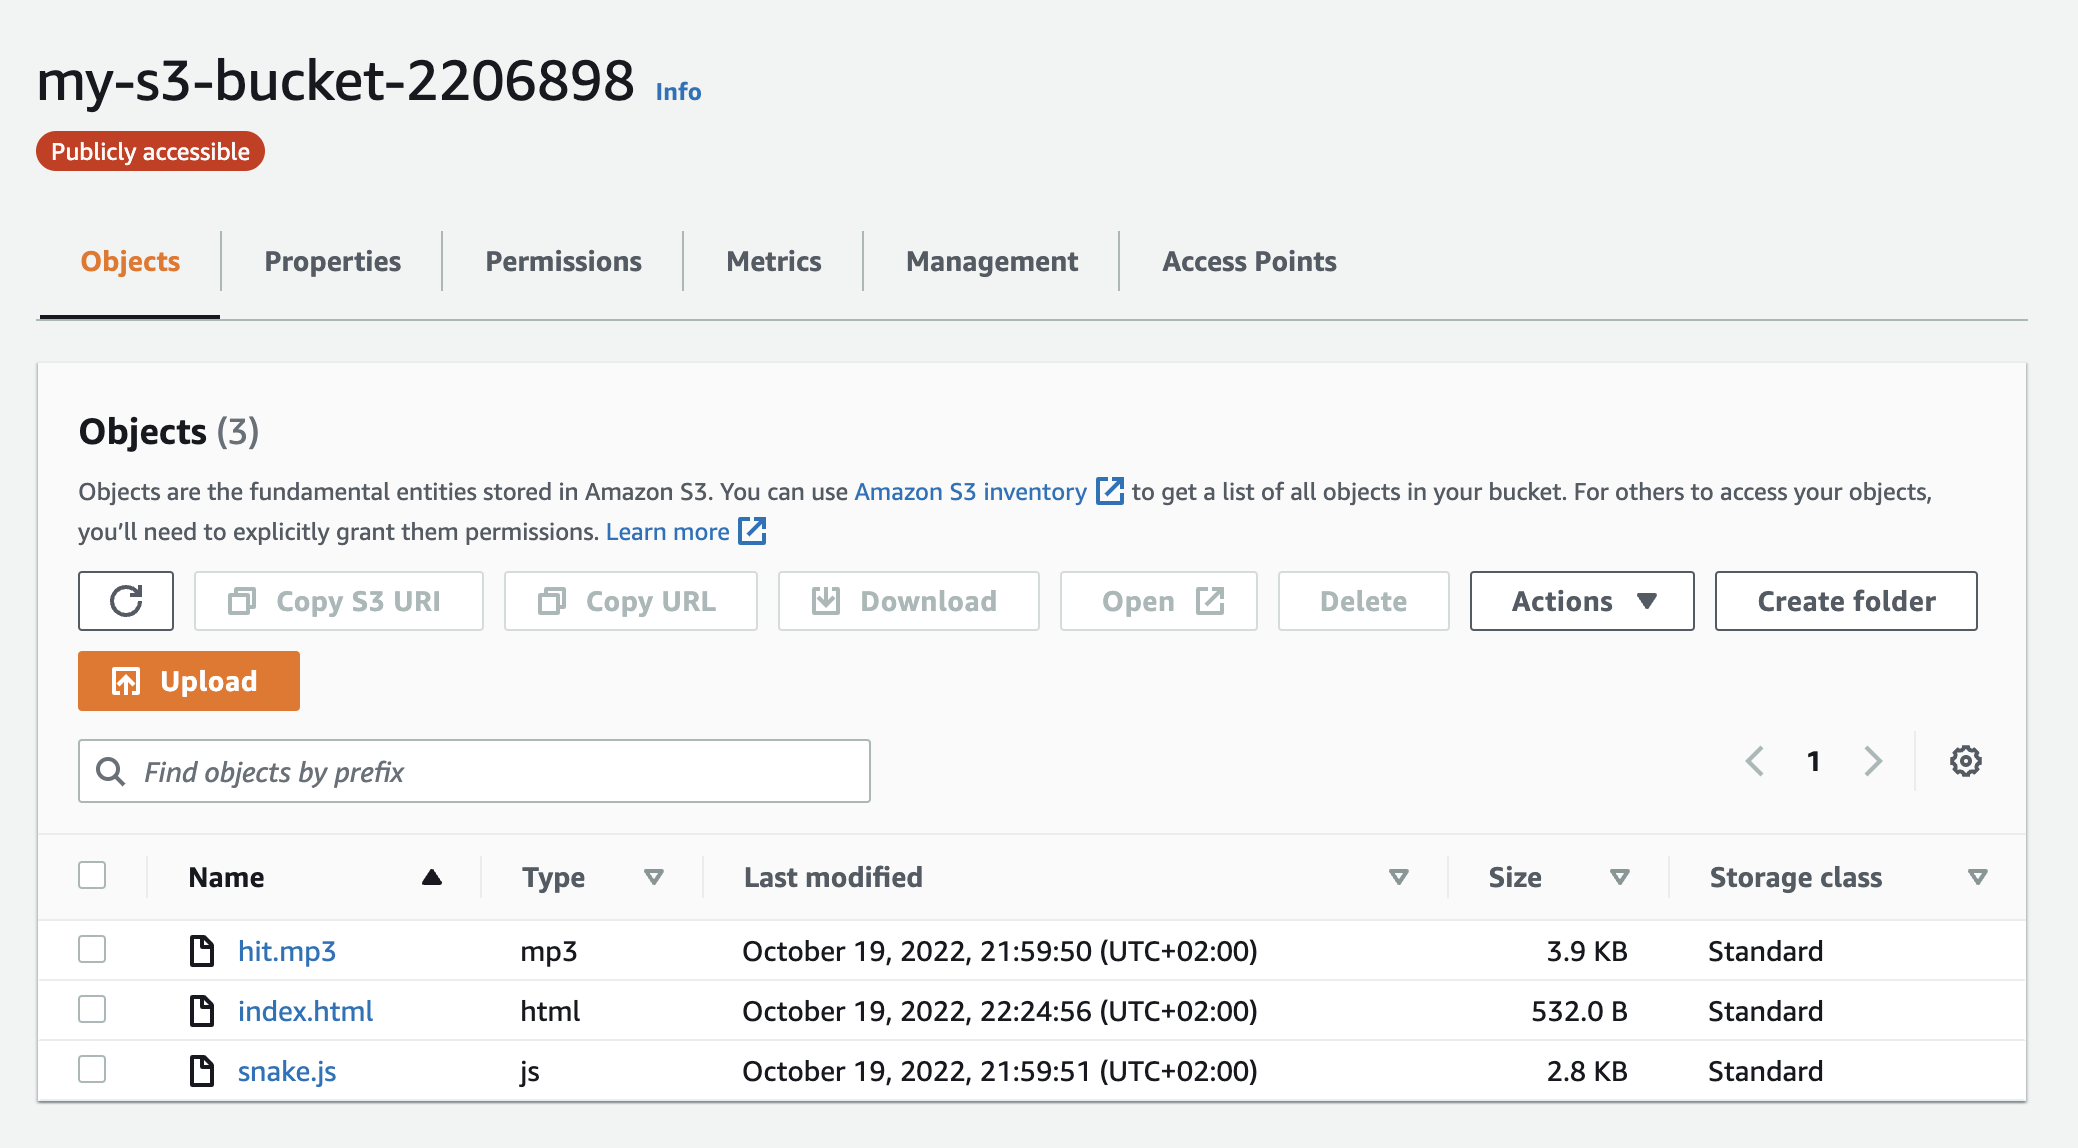 my-s3-bucket-2206898 Info
Publicly accessible
Objects Properties Permissions Metrics Management Access Points
Objects (3)
Objects are the fundamental entities stored in Amazon S3. You can use Amazon S3 inventory to get a list of all objects in your bucket. For others to access your objects,
you’ll need to explicitly grant them permissions. Learn more
Copy S3 URI Copy URL Download Open Delete Actions Create folder
Upload
Find objects by prefix 1
Name Type Last modified Size Storage class
hit.mp3 mp3 October 19, 2022, 21:59:50 (UTC+02:00) 3.9 KB Standard
index.html html October 19, 2022, 22:24:56 (UTC+02:00) 532.0 B Standard
snake.js js October 19, 2022, 21:59:51 (UTC+02:00) 2.8 KB Standard